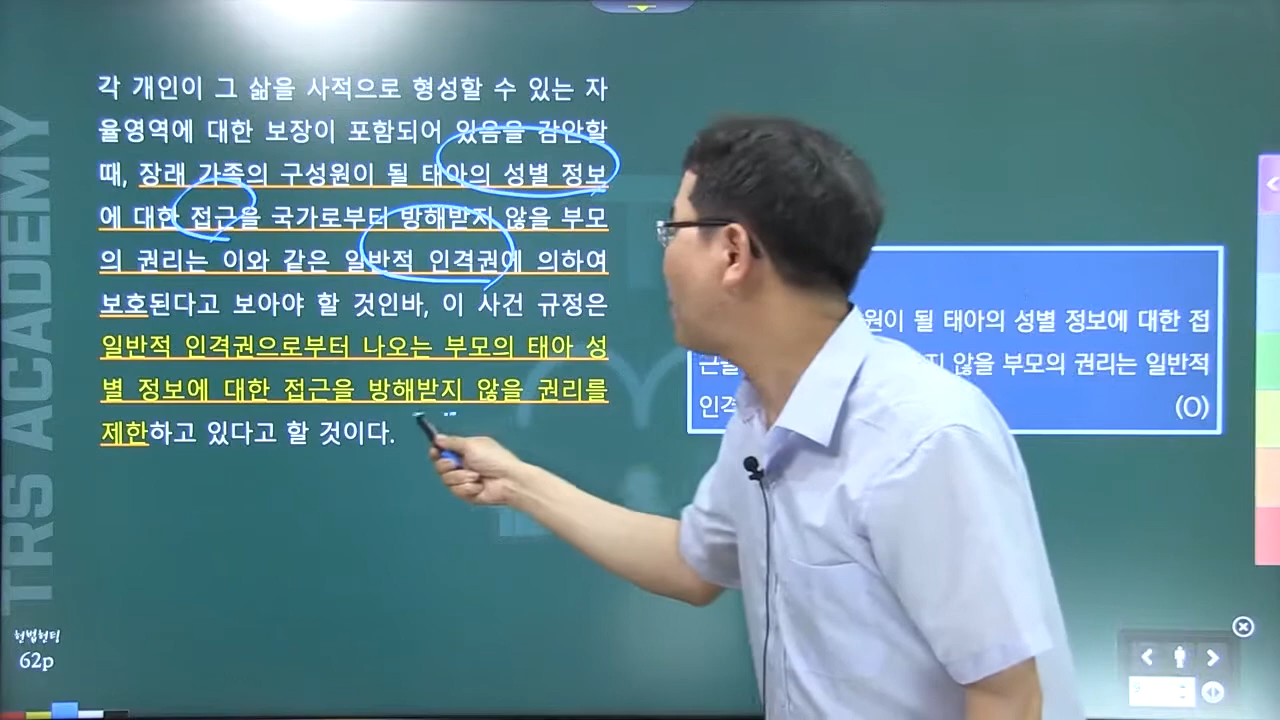 각 개인이 그 삶을 사적으로 형성할 수 있는 자
율영역에 대한 보장이 포함되어 있음을 감안할
때, 장래 가족의 구성원이 될 태아의 성별 정보
에 대한 접근을 국가로부터 방해받지 않을 부모
의 권리는 이와 같은 일반적 인격권에 의하여
보호된다고 보아야 할 것인바, 이 사건 규정은
일반적 인격권으로부터 나오는 부모의 태아 성
별 정보에 대한 접근을 방해받지 않을 권리를
제한하고 있다고 할 것이다.
원이 될 태아의 성별 정보에 대한 접
근을 받지 않을 부모의 권리는 일반적
인격
(O)
TRS ACADEMY
헌법헌팅
62p